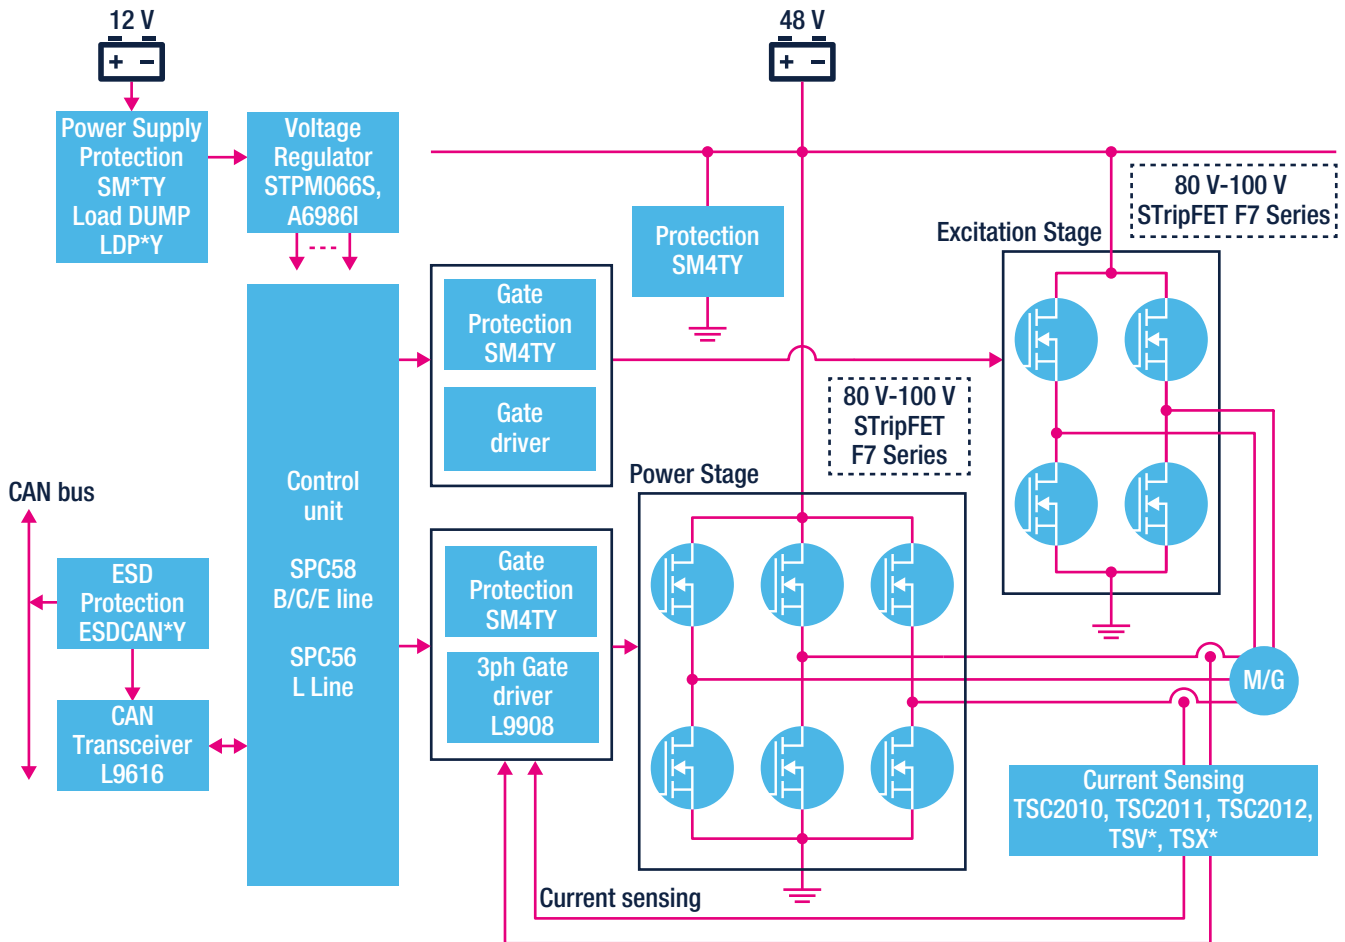 12 V
48 V
Power Supply
Protection
SM*TY
Load DUMP
LDP*Y
Voltage
Regulator
STPM066S,
A6986I
Protection
SM4TY
80 V-100 V
STripFET F7 Series
Excitation Stage
Gate
Protection
SM4TY
Gate
driver
80 V-100 V
STripFET
F7 Series
Power Stage
Control
unit
SPC58
B/C/E line
SPC56
L Line
CAN bus
ESD
Protection
ESDCAN*Y
CAN
Transceiver
L9616
Gate
Protection
SM4TY
3ph Gate
driver
L9908
M/G
Current Sensing
TSC2010, TSC2011, TSC2012,
TSV*, TSX*
Current sensing